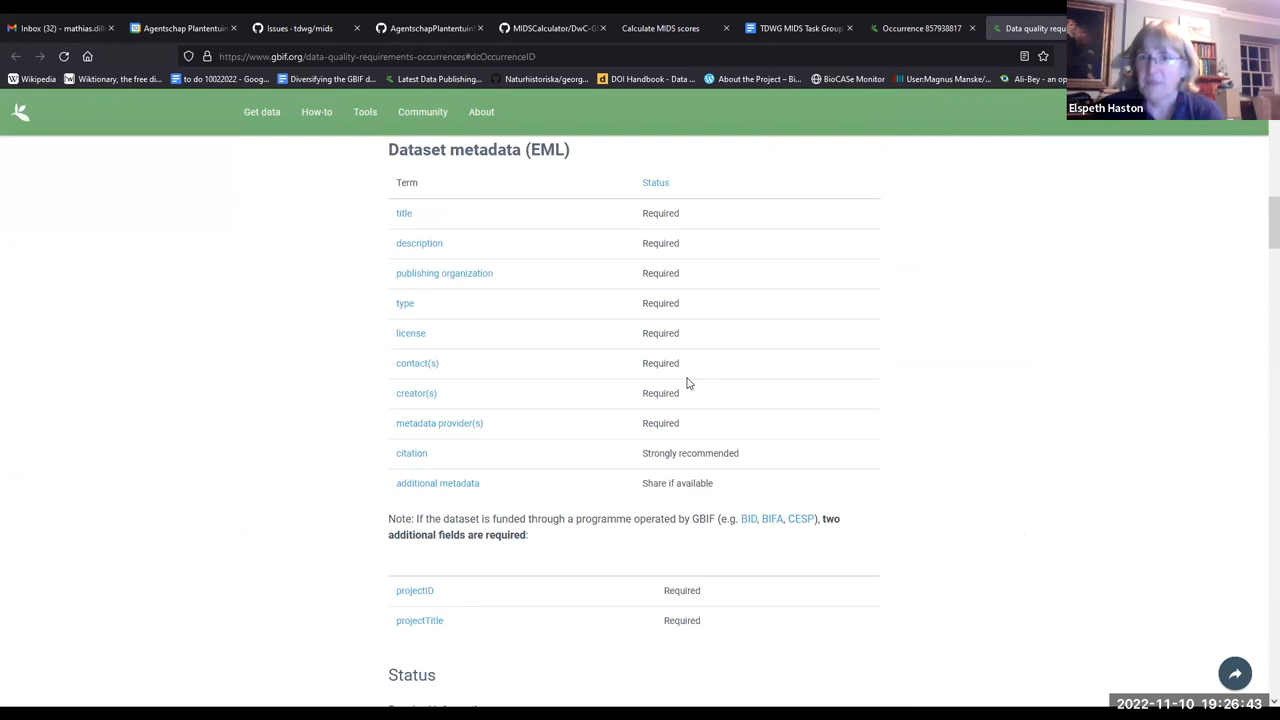 Inbox (32) - mathias.dil
Agentschap Plantentuin
Issues · tdwg/mids
AgentschapPlantentuin
MIDSCalculator/DwC-G
Calculate MIDS scores
TDWG MIDS Task Group
Occurrence 857938817
Data quality requ
https://www.gbif.org/data-quality-requirements-occurrences#dcOccurrenceID
Wikipedia
Wiktionary, the free di...
to do 10022022 - Goog...
Diversifying the GBIF d...
Latest Data Publishing...
Naturhistoriska/georg...
DOI Handbook - Data ...
About the Project – Bi...
BioCASe Monitor
User:Magnus Manske/...
Ali-Bey - an op
Elspeth Haston
Get data How-to Tools Community About
Dataset metadata (EML)
Term Status
title Required
description Required
publishing organization Required
type Required
license Required
contact(s) Required
creator(s) Required
metadata provider(s) Required
citation Strongly recommended
additional metadata Share if available
Note: If the dataset is funded through a programme operated by GBIF (e.g. BID, BIFA, CESP), two
additional fields are required:
projectID Required
projectTitle Required
Status
2022-11-10 19:26:43